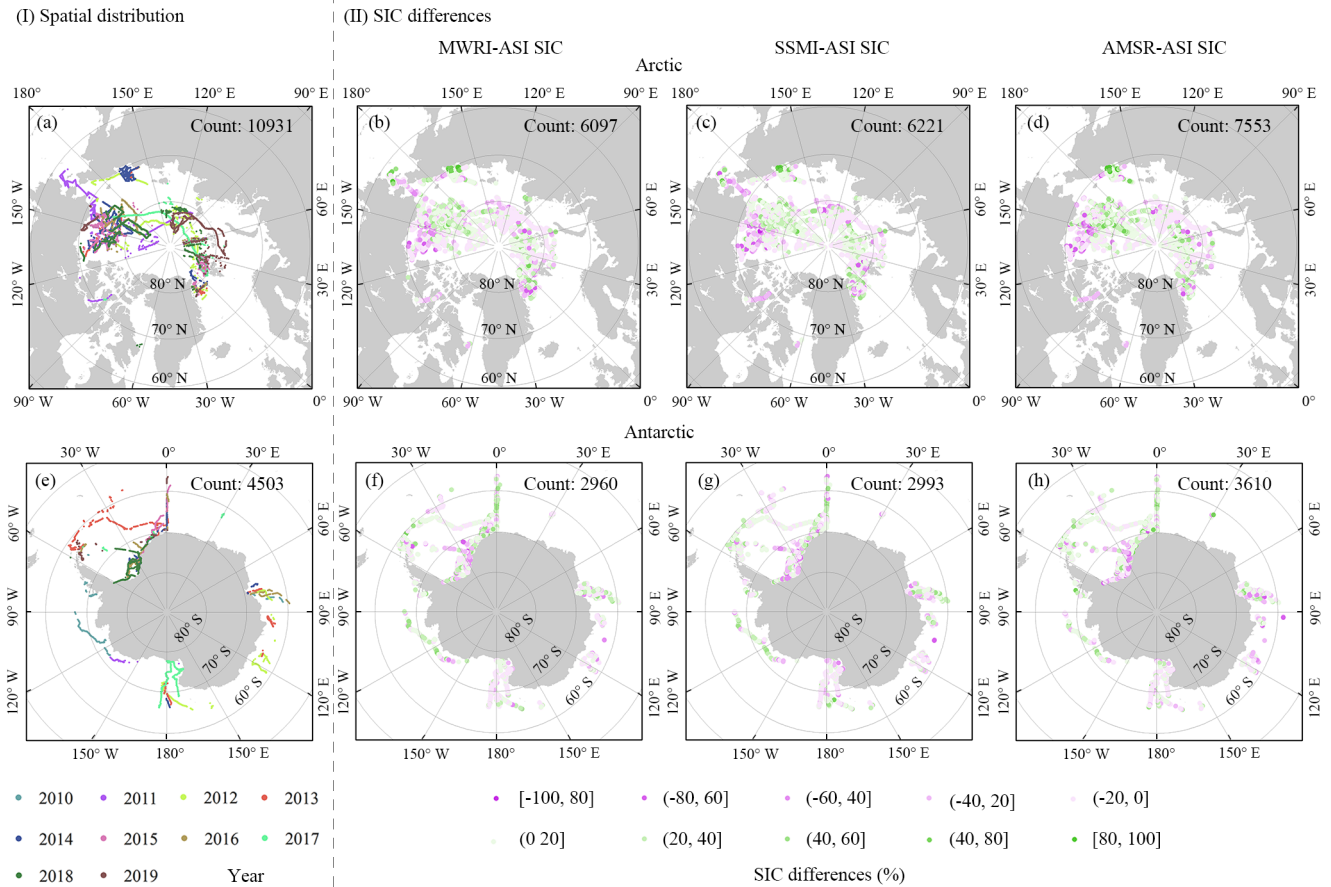 (I) Spatial distribution
(II) SIC differences
MWRI-ASI SIC SSMI-ASI SIC AMSR-ASI SIC
Arctic
180° 150° E 120° E 90° E 180° 150° E 120° E 90° E 180° 150° E 120° E 90° E 180° 150° E 120° E 90° E
(a) Count: 10931 (b) Count: 6097 (c) Count: 6221 (d) Count: 7553
150° W 60° E 150° W 60° E 150° W 60° E 150° W 60° E
120° W 80° N 30° E 120° W 80° N 30° E 120° W 80° N 30° E 120° W 80° N 30° E
70° N 70° N 70° N 70° N
60° N 60° N 60° N 60° N
90° W 60° W 30° W 0° 90° W 60° W 30° W 0° 90° W 60° W 30° W 0° 90° W 60° W 30° W 0°
Antarctic
30° W 0° 30° E 30° W 0° 30° E 30° W 0° 30° E 30° W 0° 30° E
(e) Count: 4503 (f) Count: 2960 (g) Count: 2993 (h) Count: 3610
60° W 60° E 60° W 60° E 60° W 60° E 60° W 60° E
90° W 80° S 90° E 90° W 80° S 90° E 90° W 80° S 90° E 90° W 80° S 90° E
70° S 70° S 70° S 70° S
120° W 60° S 120° E 120° W 60° S 120° E 120° W 60° S 120° E 120° W 60° S 120° E
150° W 180° 150° E 150° W 180° 150° E 150° W 180° 150° E 150° W 180° 150° E
2010 2011 2012 2013
2014 2015 2016 2017
2018 2019 Year
[-100, 80] (-80, 60] (-60, 40] (-40, 20] (-20, 0]
(0 20] (20, 40] (40, 60] (40, 80] [80, 100]
SIC differences (%)